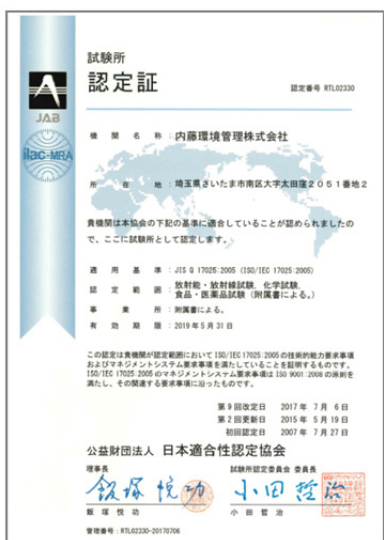 試験所
認定証
認定番号 RTL02330
JAB
ilac-MRA
機関名称：内藤環境管理株式会社
所在地：埼玉県さいたま市南区大字太田窪２０５１番地２
貴機関は本協会の下記の基準に適合していることが認められましたの
で、ここに試験所として認定します。
適用基準：JIS Q 17025:2005 (ISO/IEC 17025:2005)
認定範囲：放射能・放射線試験、化学試験、
食品・医薬品試験（附属書による。）
事業所：附属書による。
有効期限：2019年5月31日
この認定は貴機関が認定範囲において ISO/IEC 17025:2005 の技術的能力要求事項
およびマネジメントシステム要求事項を満たしていることを証明するものです。
ISO/IEC 17025:2005 のマネジメントシステム要求事項は ISO 9001:2008 の原則を
満たし、その関連する要求事項に沿ったものです。
第9回改定日 2017年 7月 6日
第2回更新日 2015年 5月 19日
初回認定日 2007年 7月 27日
公益財団法人 日本適合性認定協会
理事長
試験所認定委員会 委員長
飯塚悦功
小田哲治
飯塚悦功
小田哲治
管理番号：RTL02330-20170706